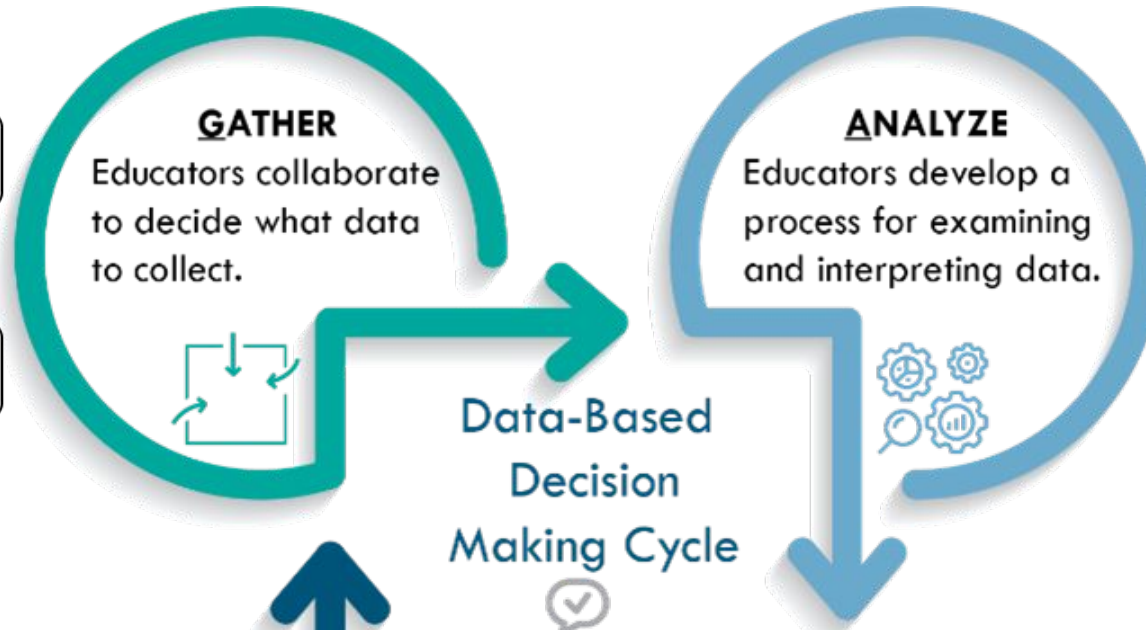 GATHER
Educators collaborate
to decide what data
to collect.
ANALYZE
Educators develop a
process for examining
and interpreting data.
Data-Based
Decision
Making Cycle